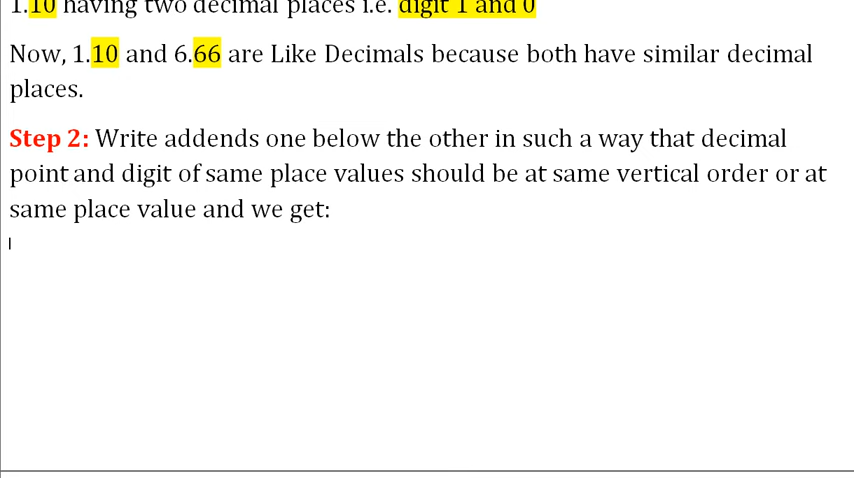 1.10 having two decimal places i.e. digit 1 and 0
Now, 1.10 and 6.66 are Like Decimals because both have similar decimal
places.
Step 2: Write addends one below the other in such a way that decimal
point and digit of same place values should be at same vertical order or at
same place value and we get: